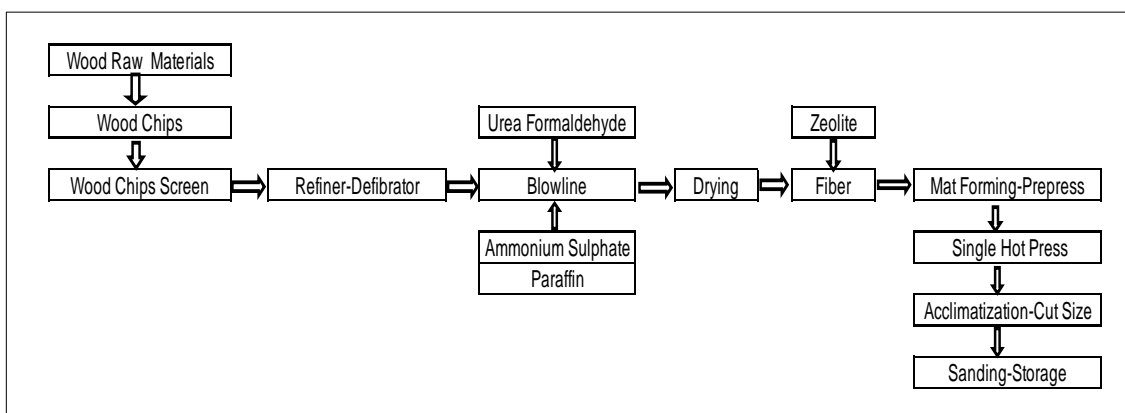 Wood Raw Materials
Wood Chips
Urea Formaldehyde
Zeolite
Wood Chips Screen
Refiner-Defibrator
Blowline
Drying
Fiber
Mat Forming-Prepress
Ammonium Sulphate
Paraffin
Single Hot Press
Acclimatization-Cut Size
Sanding-Storage